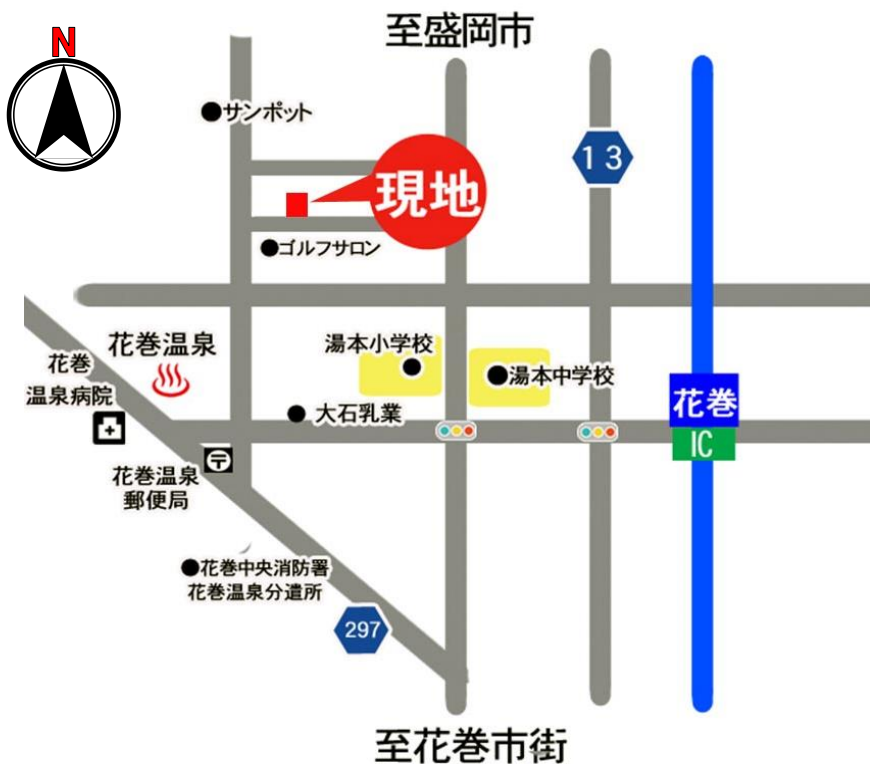 至盛岡市
N
サンポット
13
現地
ゴルフサロン
花巻温泉
湯本小学校
花巻
温泉病院
湯本中学校
大石乳業
花巻
IC
〒
花巻温泉
郵便局
花巻中央消防署
花巻温泉分遣所
297
至花巻市街